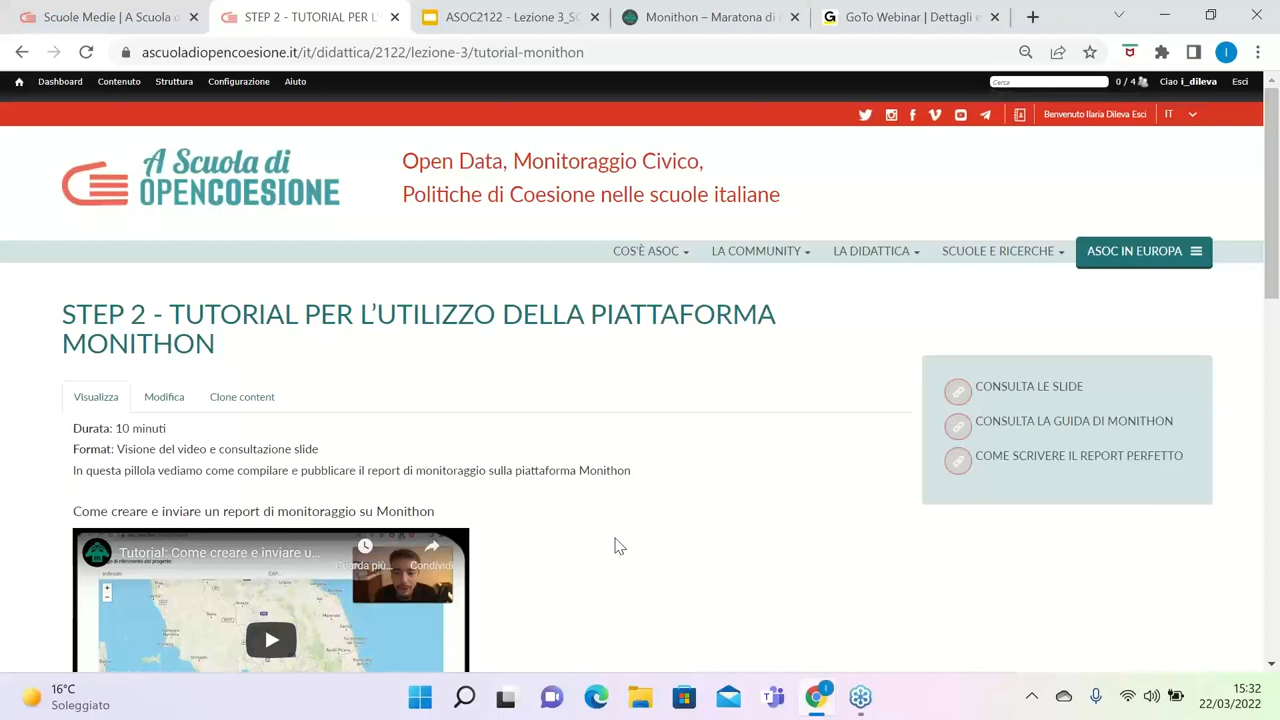 Scuole Medie | A Scuola d
STEP 2 - TUTORIAL PER L'
ASOC2122 - Lezione 3_SC
Monithon – Maratona di
GoTo Webinar | Dettagli e
ascuoladiopencoesione.it/it/didattica/2122/lezione-3/tutorial-monithon
Dashboard Contenuto Struttura Configurazione Aiuto
Cerca
0 / 4
Ciao i_dileva
Esci
Benvenuto Ilaria Dileva Esci
IT
A Scuola di
OPENCOESIONE
Open Data, Monitoraggio Civico,
Politiche di Coesione nelle scuole italiane
COS'È ASOC LA COMMUNITY LA DIDATTICA SCUOLE E RICERCHE ASOC IN EUROPA
STEP 2 - TUTORIAL PER L'UTILIZZO DELLA PIATTAFORMA
MONITHON
Visualizza Modifica Clone content
Durata: 10 minuti
Format: Visione del video e consultazione slide
In questa pillola vediamo come compilare e pubblicare il report di monitoraggio sulla piattaforma Monithon
CONSULTA LE SLIDE
CONSULTA LA GUIDA DI MONITHON
COME SCRIVERE IL REPORT PERFETTO
Come creare e inviare un report di monitoraggio su Monithon
Tutorial: Come creare e inviare u...
Guarda più...
Condividi
16°C
Soleggiato
15:32
22/03/2022